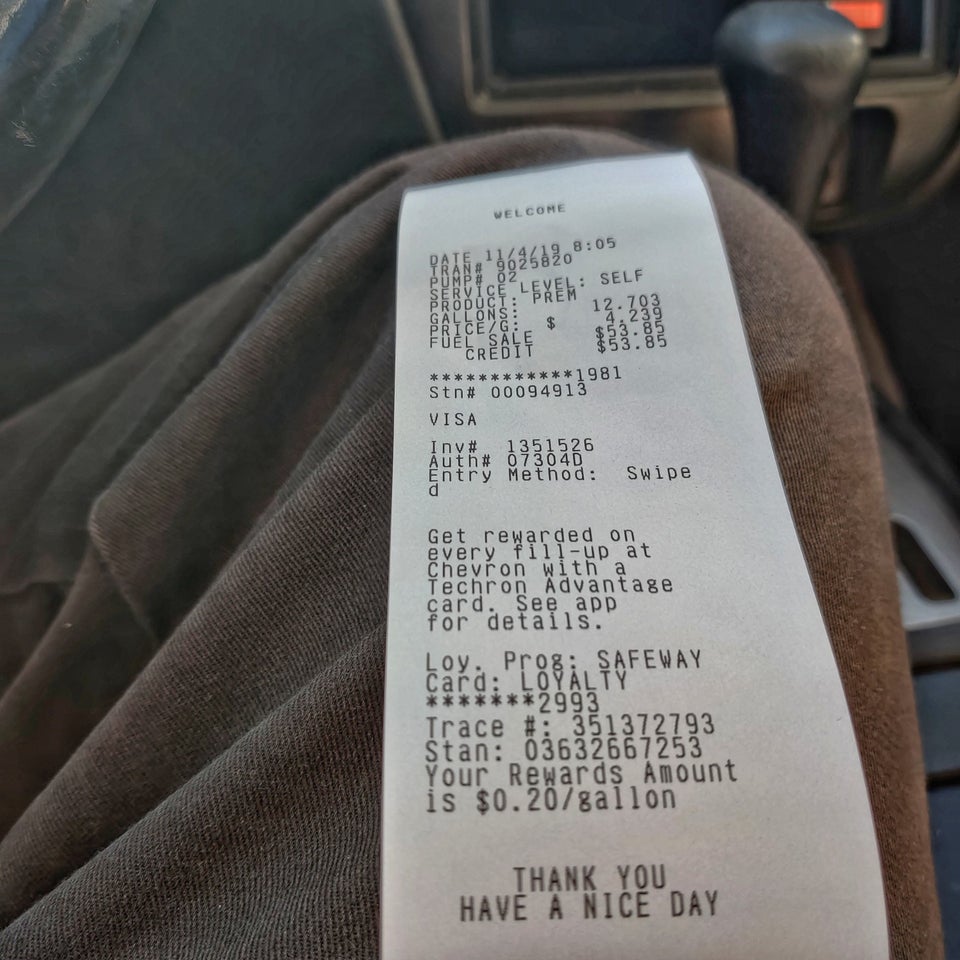 WELCOME
DATE 11/4/19 8:05
TRAN# 9025820
PUMP# 02
SERVICE LEVEL: SELF
PRODUCT: PREM
GALLONS: 12.703
PRICE/G: $ 4.239
FUEL SALE $53.85
CREDIT $53.85
************1981
Stn# 00094913
VISA
Inv# 1351526
Auth# 07304D
Entry Method: Swipe
d
Get rewarded on
every fill-up at
Chevron with a
Techron Advantage
card. See app
for details.
Loy. Prog: SAFEWAY
Card: LOYALTY
*******2993
Trace #: 351372793
Stan: 03632667253
Your Rewards Amount
is $0.20/gallon
THANK YOU
HAVE A NICE DAY